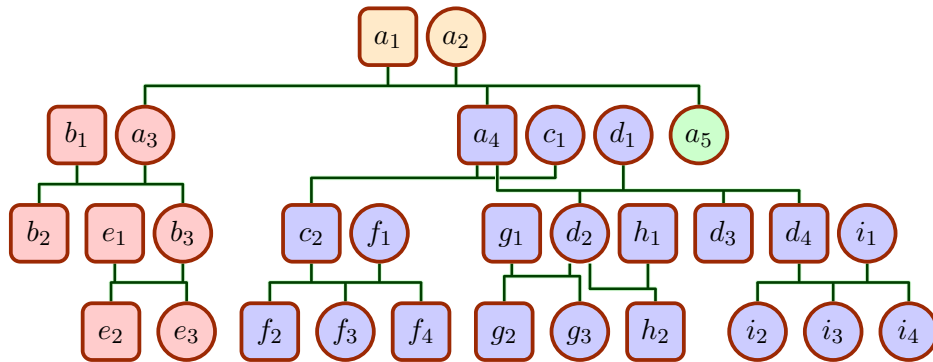 a₁ a₂
b₁ a₃ a₄ c₁ d₁ a₅
b₂ e₁ b₃ c₂ f₁ g₁ d₂ h₁ d₃ d₄ i₁
e₂ e₃ f₂ f₃ f₄ g₂ g₃ h₂ i₂ i₃ i₄